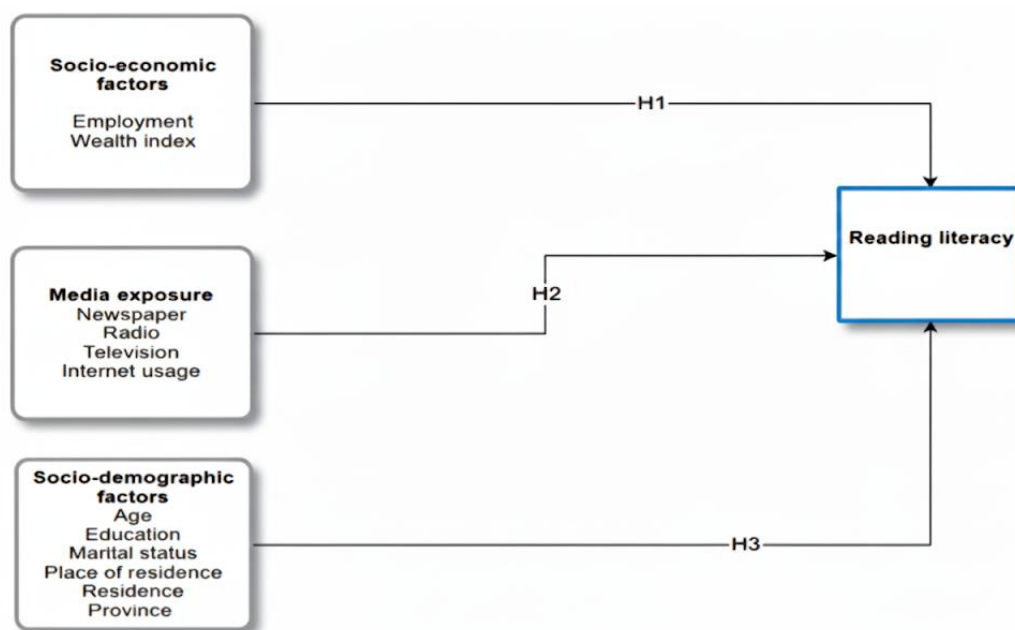 Socio-economic
factors
Employment
Wealth index
H1
Reading literacy
Media exposure
Newspaper
Radio
Television
Internet usage
H2
Socio-demographic
factors
Age
Education
Marital status
Place of residence
Residence
Province
H3